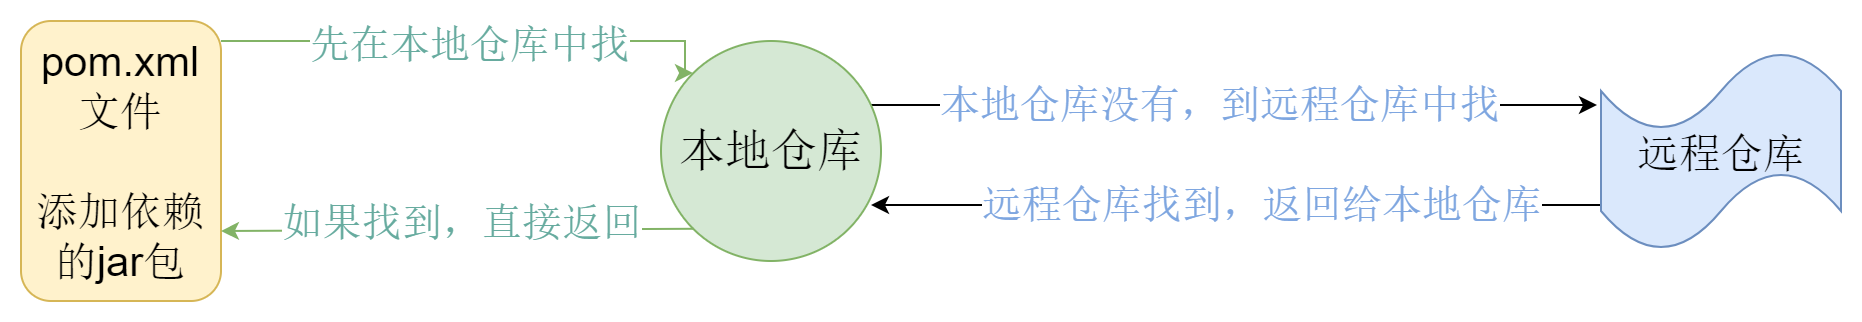 pom.xml
文件
添加依赖
的jar包
先在本地仓库中找
如果找到，直接返回
本地仓库
本地仓库没有，到远程仓库中找
远程仓库找到，返回给本地仓库
远程仓库